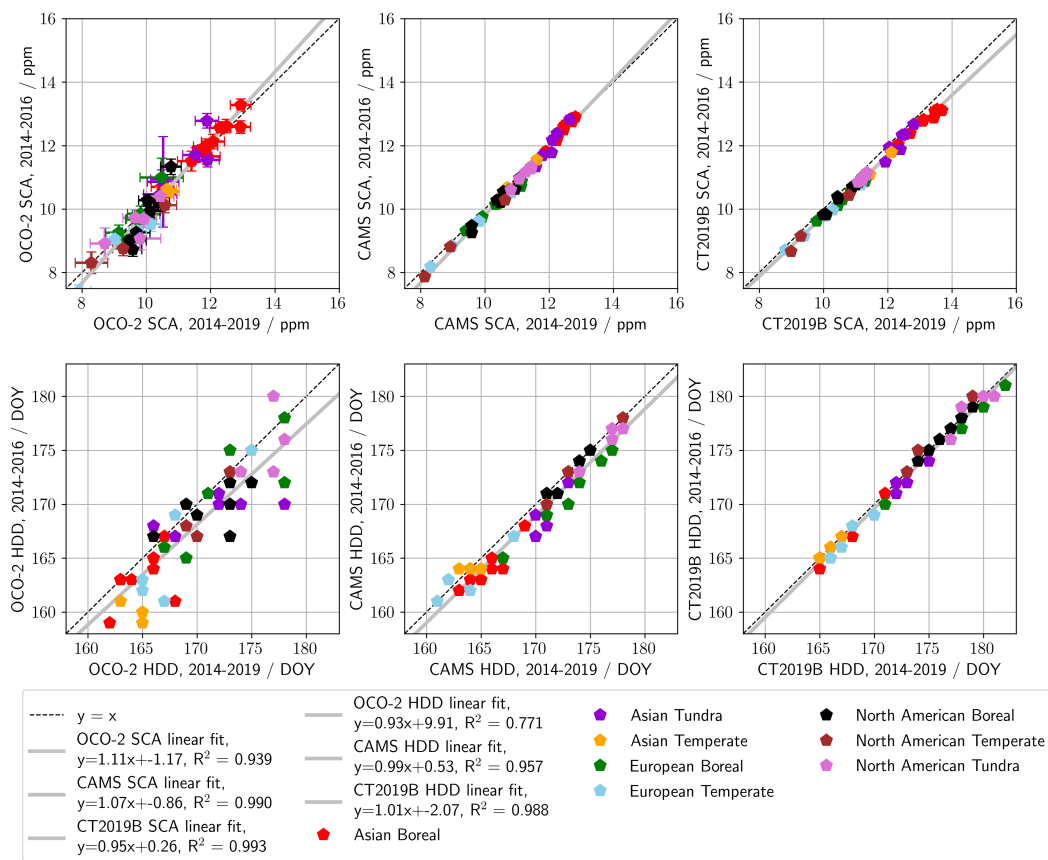 16
14
12
10
8
8 10 12 14 16
OCO-2 SCA, 2014-2016 / ppm
OCO-2 SCA, 2014-2019 / ppm
16
14
12
10
8
8 10 12 14 16
CAMS SCA, 2014-2016 / ppm
CAMS SCA, 2014-2019 / ppm
16
14
12
10
8
8 10 12 14 16
CT2019B SCA, 2014-2016 / ppm
CT2019B SCA, 2014-2019 / ppm
180
175
170
165
160
160 165 170 175 180
OCO-2 HDD, 2014-2016 / DOY
OCO-2 HDD, 2014-2019 / DOY
180
175
170
165
160
160 165 170 175 180
CAMS HDD, 2014-2016 / DOY
CAMS HDD, 2014-2019 / DOY
180
175
170
165
160
160 165 170 175 180
CT2019B HDD, 2014-2016 / DOY
CT2019B HDD, 2014-2019 / DOY
y = x
OCO-2 SCA linear fit,
y=1.11x+-1.17, R² = 0.939
CAMS SCA linear fit,
y=1.07x+-0.86, R² = 0.990
CT2019B SCA linear fit,
y=0.95x+0.26, R² = 0.993
OCO-2 HDD linear fit,
y=0.93x+9.91, R² = 0.771
CAMS HDD linear fit,
y=0.99x+0.53, R² = 0.957
CT2019B HDD linear fit,
y=1.01x+-2.07, R² = 0.988
Asian Boreal
Asian Tundra
Asian Temperate
European Boreal
European Temperate
North American Boreal
North American Temperate
North American Tundra